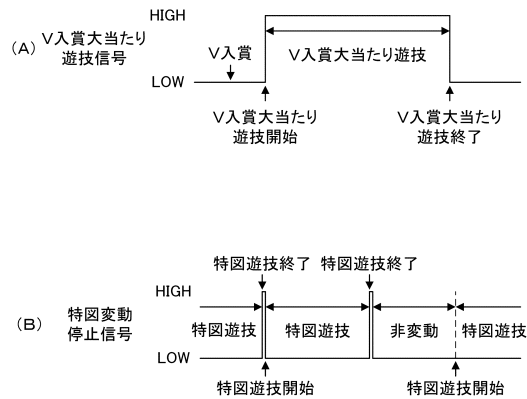 (A)
V入賞大当たり
遊技信号
HIGH
LOW
V入賞
V入賞大当たり遊技
V入賞大当たり
遊技開始
V入賞大当たり
遊技終了
(B)
特図変動
停止信号
特図遊技終了
特図遊技終了
HIGH
LOW
特図遊技
特図遊技
非変動
特図遊技
特図遊技開始
特図遊技開始